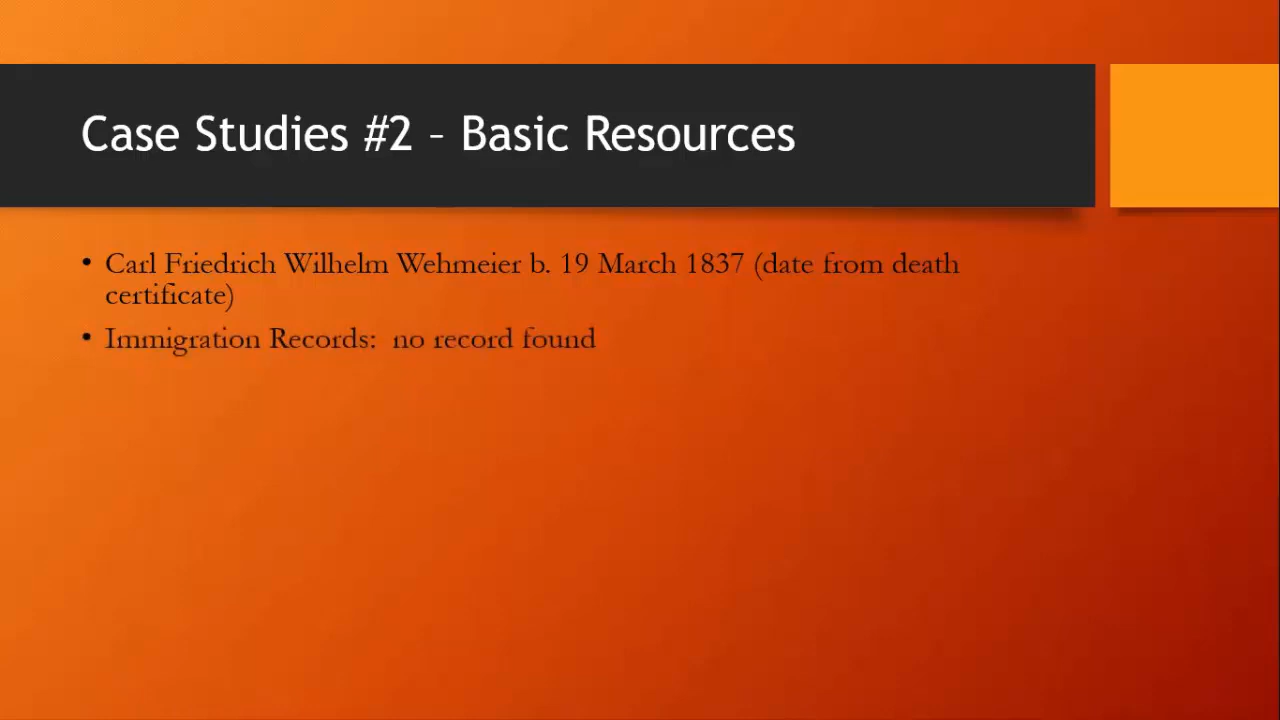 Case Studies #2 – Basic Resources
• Carl Friedrich Wilhelm Wehmeier b. 19 March 1837 (date from death
certificate)
• Immigration Records:  no record found